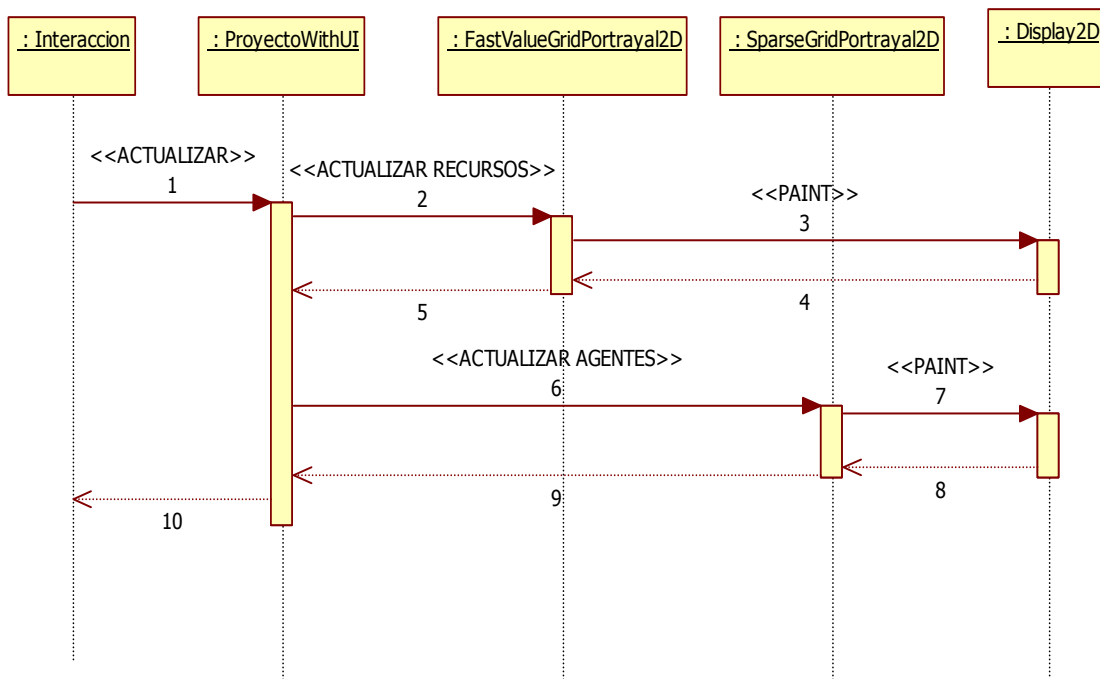 : Interaccion
: ProyectoWithUI
: FastValueGridPortrayal2D
: SparseGridPortrayal2D
: Display2D
<<ACTUALIZAR>>
1
<<ACTUALIZAR RECURSOS>>
2
<<PAINT>>
3
4
5
<<ACTUALIZAR AGENTES>>
6
<<PAINT>>
7
8
9
10